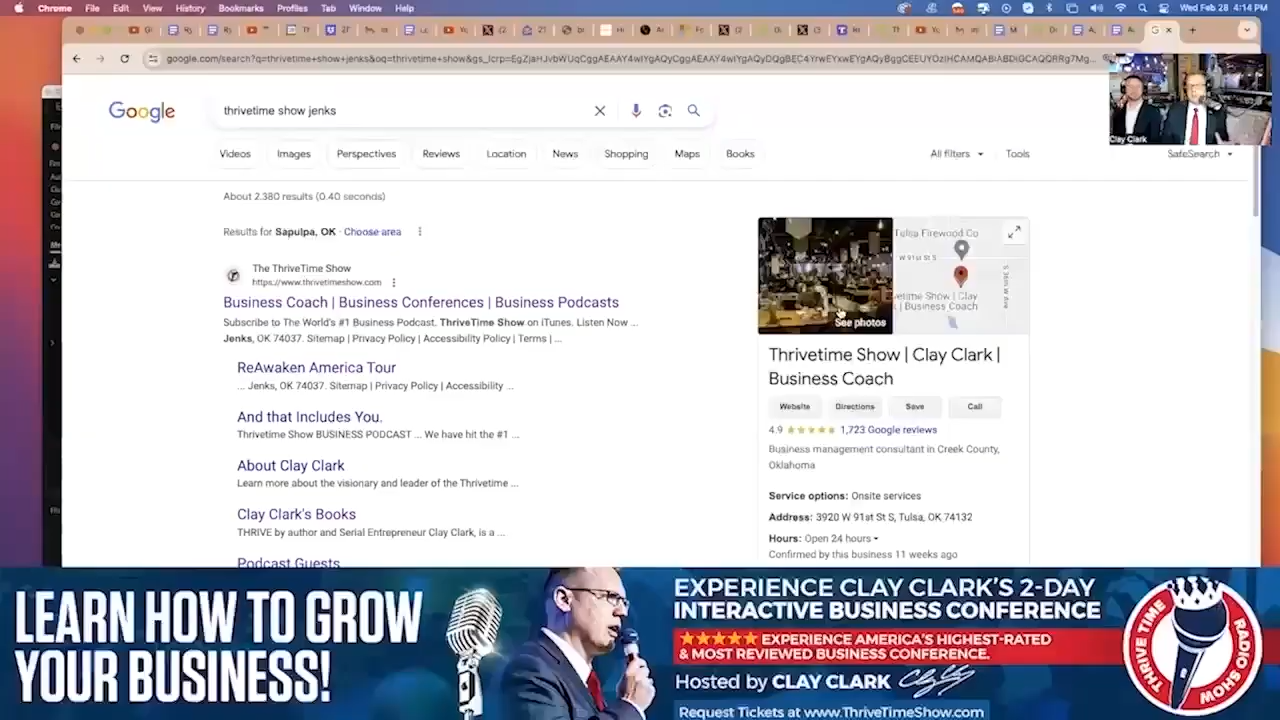 Chrome File Edit View History Bookmarks Profiles Tab Window Help
Wed Feb 28 4:14 PM
Google
thrivetime show jenks
Clay Clark
Videos Images Perspectives Reviews Location News Shopping Maps Books
All filters Tools SafeSearch
About 2,380 results (0.40 seconds)
Results for Sapulpa, OK · Choose area
The ThriveTime Show
https://www.thrivetimeshow.com
Business Coach | Business Conferences | Business Podcasts
Subscribe to The World's #1 Business Podcast. ThriveTime Show on iTunes. Listen Now ...
Jenks, OK 74037. Sitemap | Privacy Policy | Accessibility Policy | Terms | ...
ReAwaken America Tour
... Jenks, OK 74037. Sitemap | Privacy Policy | Accessibility ...
And that Includes You.
Thrivetime Show BUSINESS PODCAST ... We have hit the #1 ...
About Clay Clark
Learn more about the visionary and leader of the Thrivetime ...
Clay Clark's Books
THRIVE by author and Serial Entrepreneur Clay Clark, is a ...
Podcast Guests
See photos
Tulsa Firewood Co
W 91st St S
etime Show | Clay
| Business Coach
Thrivetime Show | Clay Clark |
Business Coach
Website Directions Save Call
4.9 1,723 Google reviews
Business management consultant in Creek County,
Oklahoma
Service options: Onsite services
Address: 3920 W 91st St S, Tulsa, OK 74132
Hours: Open 24 hours
Confirmed by this business 11 weeks ago
LEARN HOW TO GROW
YOUR BUSINESS!
EXPERIENCE CLAY CLARK'S 2-DAY
INTERACTIVE BUSINESS CONFERENCE
EXPERIENCE AMERICA'S HIGHEST-RATED
& MOST REVIEWED BUSINESS CONFERENCE.
Hosted by CLAY CLARK
Request Tickets at www.ThriveTimeShow.com
THRIVE TIME
RADIO SHOW